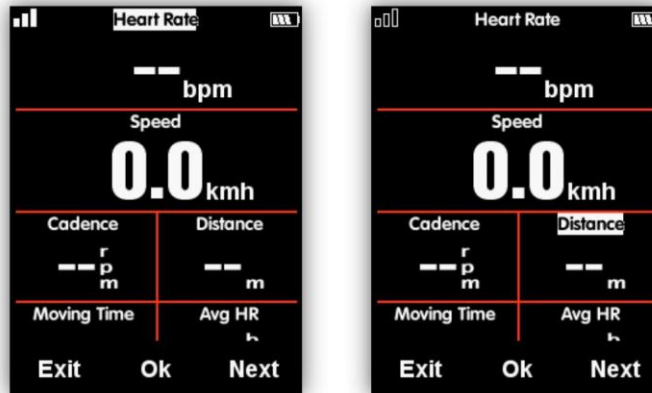 Heart Rate
-- bpm
Speed
0.0 kmh
Cadence Distance
-- rpm -- m
Moving Time Avg HR
Exit Ok Next
Heart Rate
-- bpm
Speed
0.0 kmh
Cadence Distance
-- rpm -- m
Moving Time Avg HR
Exit Ok Next